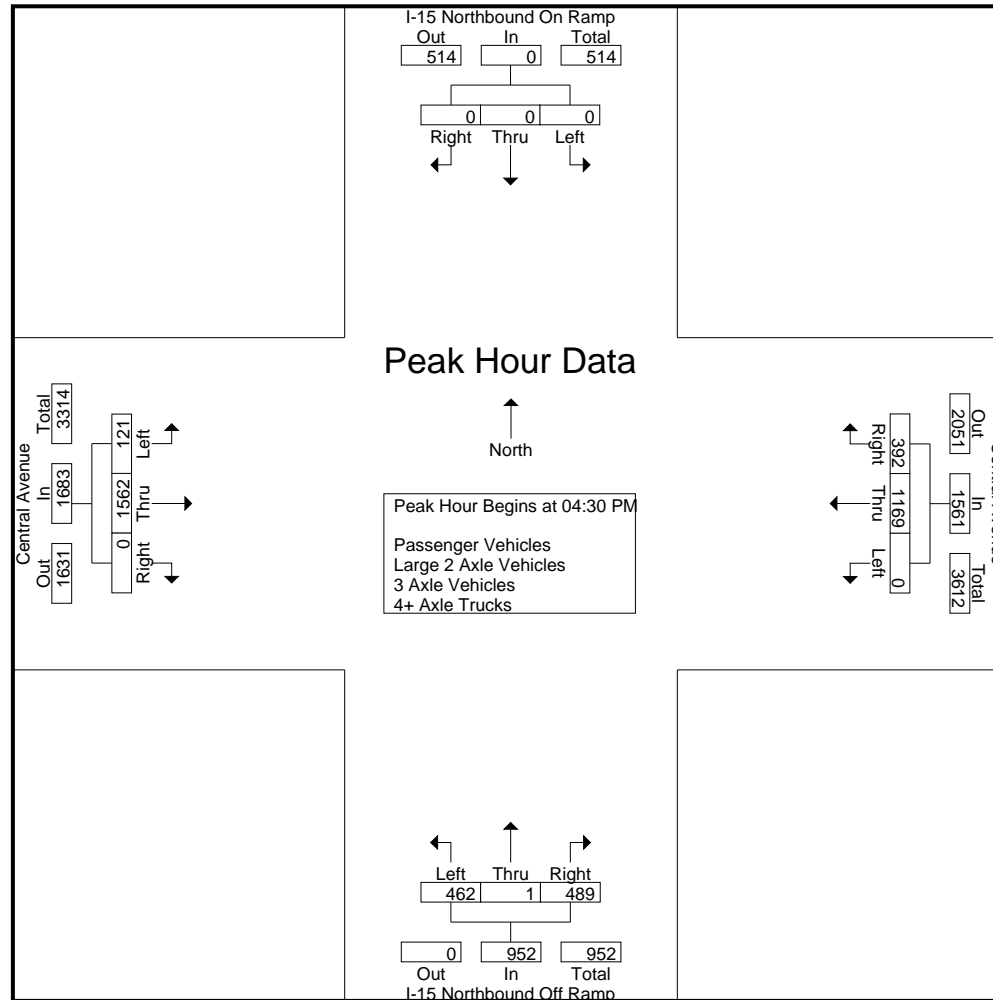 I-15 Northbound On Ramp
Out In Total
514 0 514
0 0 0
Right Thru Left
Peak Hour Data
North
Peak Hour Begins at 04:30 PM
Passenger Vehicles
Large 2 Axle Vehicles
3 Axle Vehicles
4+ Axle Trucks
Central Avenue
Out In Total
1631 1683 3314
Right Thru Left
0 1562 121
Out In Total
2051 1561 3612
Right Thru Left
392 1169 0
Left Thru Right
462 1 489
0 952 952
Out In Total
I-15 Northbound Off Ramp